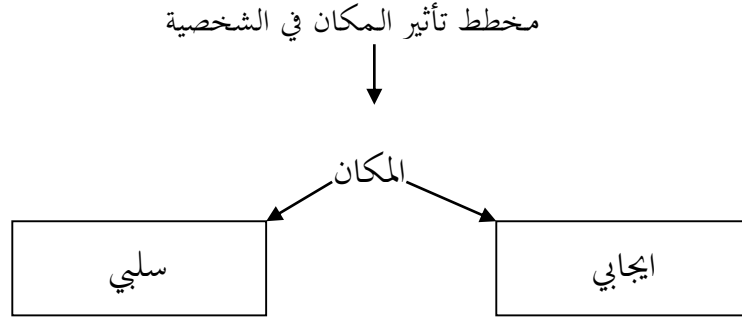 مخطط تأثير المكان في الشخصية
المكان
ايجابي
سلبي